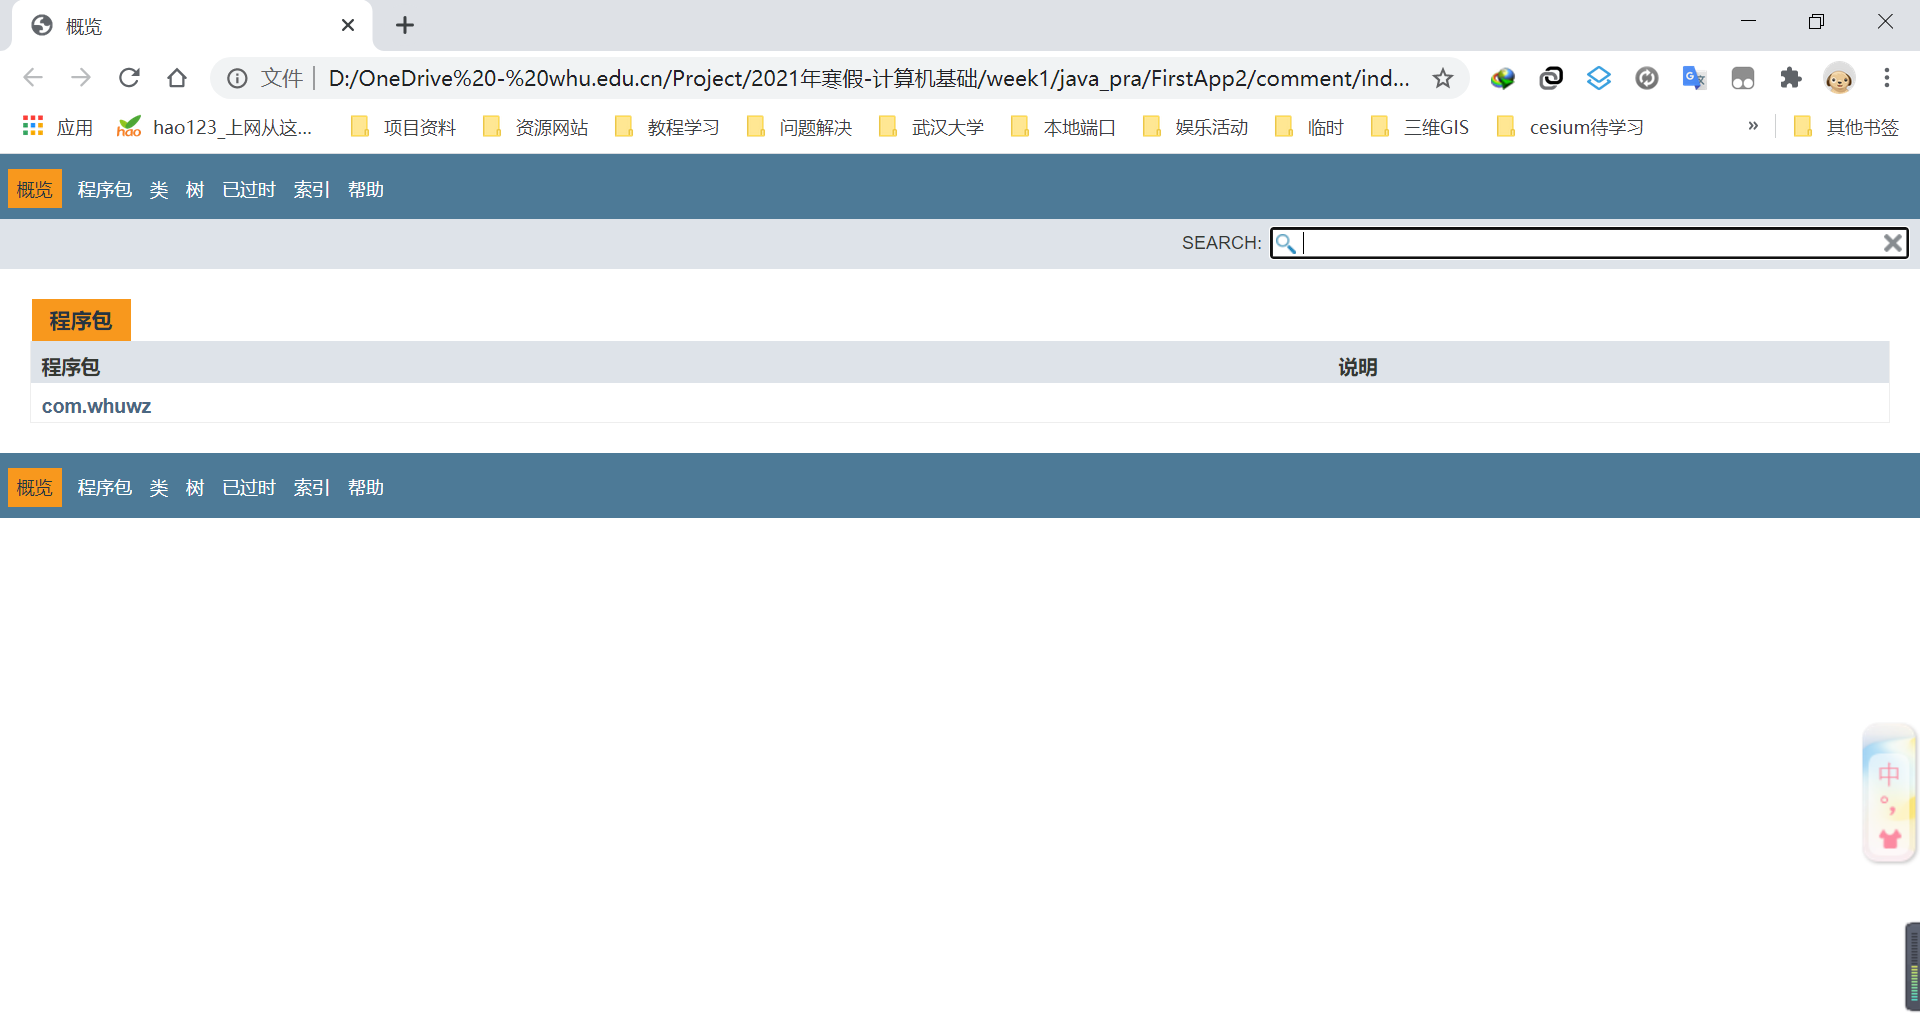 概览
文件 D:/OneDrive%20-%20whu.edu.cn/Project/2021年寒假-计算机基础/week1/java_pra/FirstApp2/comment/ind...
应用 hao hao123_上网从这... 项目资料 资源网站 教程学习 问题解决 武汉大学 本地端口 娱乐活动 临时 三维GIS cesium待学习 » 其他书签
概览 程序包 类 树 已过时 索引 帮助
SEARCH:
程序包
程序包 说明
com.whuwz
概览 程序包 类 树 已过时 索引 帮助
中
°,